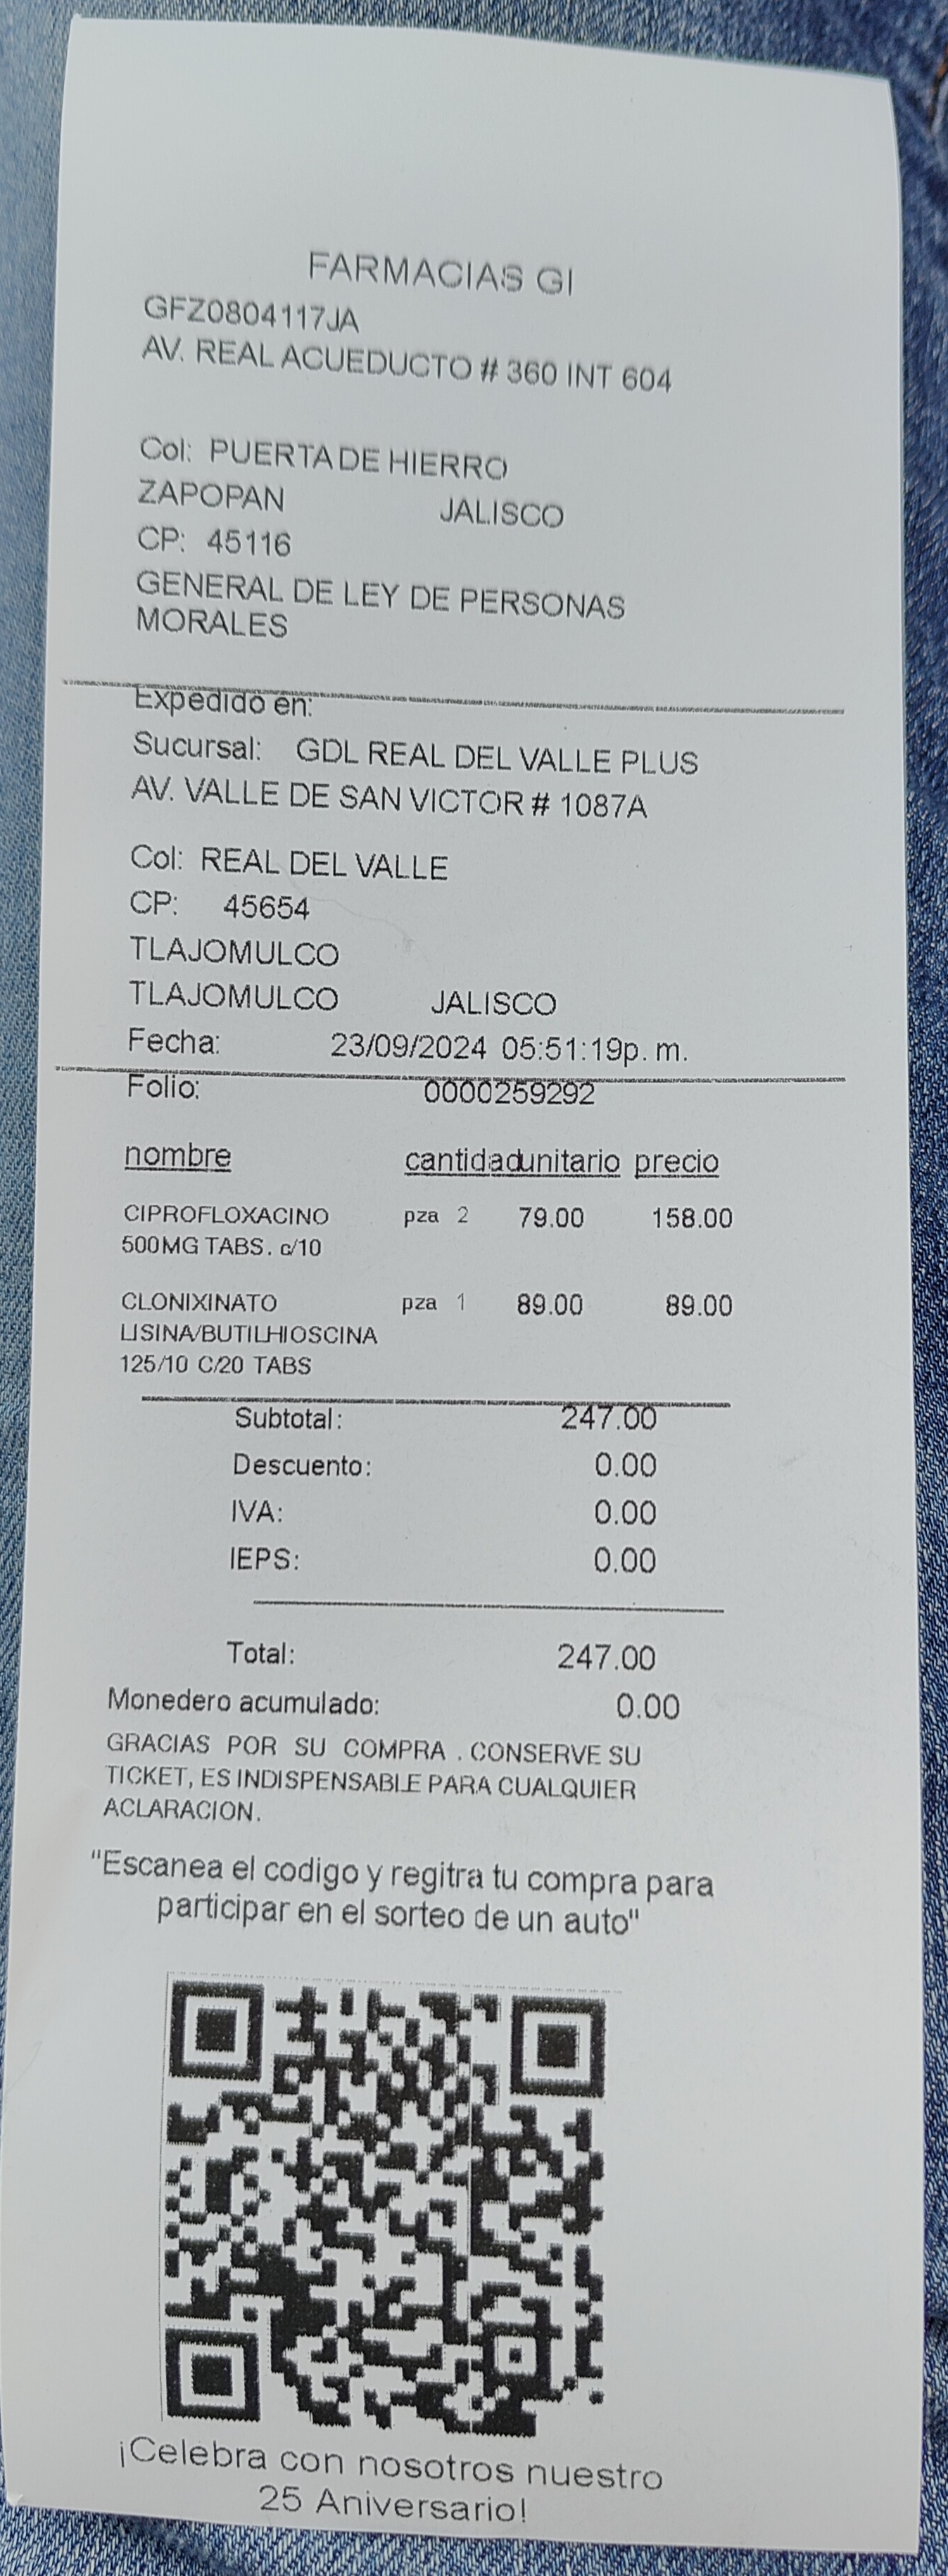 FARMACIAS GI
GFZ0804117JA
AV. REAL ACUEDUCTO # 360 INT 604
Col: PUERTA DE HIERRO
ZAPOPAN JALISCO
CP: 45116
GENERAL DE LEY DE PERSONAS
MORALES
Expedido en:
Sucursal: GDL REAL DEL VALLE PLUS
AV. VALLE DE SAN VICTOR # 1087A
Col: REAL DEL VALLE
CP: 45654
TLAJOMULCO
TLAJOMULCO JALISCO
Fecha: 23/09/2024 05:51:19p. m.
Folio: 0000259292
nombre cantidad unitario precio
CIPROFLOXACINO pza 2 79.00 158.00
500MG TABS. c/10
CLONIXINATO pza 1 89.00 89.00
LISINA/BUTILHIOSCINA
125/10 C/20 TABS
Subtotal: 247.00
Descuento: 0.00
IVA: 0.00
IEPS: 0.00
Total: 247.00
Monedero acumulado: 0.00
GRACIAS POR SU COMPRA . CONSERVE SU
TICKET, ES INDISPENSABLE PARA CUALQUIER
ACLARACION.
"Escanea el codigo y regitra tu compra para
participar en el sorteo de un auto"
¡Celebra con nosotros nuestro
25 Aniversario!